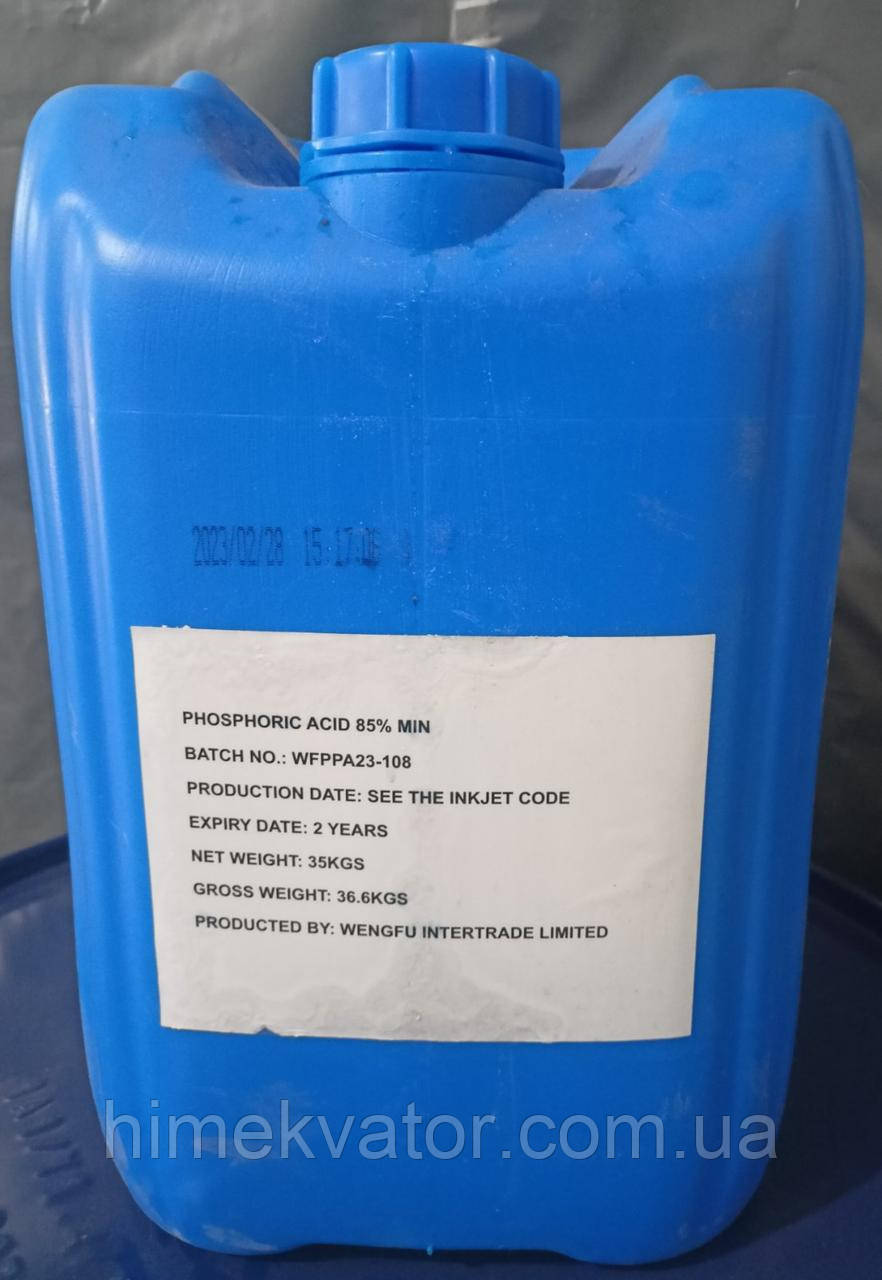 2023/02/28 15:17:06
PHOSPHORIC ACID 85% MIN
BATCH NO.: WFPPA23-108
PRODUCTION DATE: SEE THE INKJET CODE
EXPIRY DATE: 2 YEARS
NET WEIGHT: 35KGS
GROSS WEIGHT: 36.6KGS
PRODUCTED BY: WENGFU INTERTRADE LIMITED
himekvator.com.ua